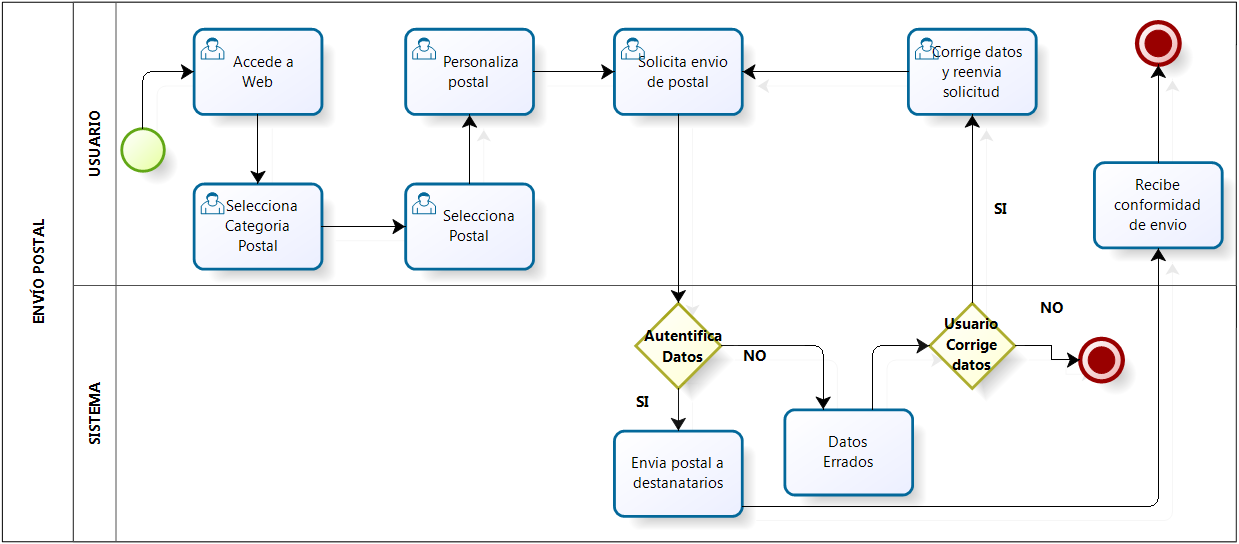 ENVÍO POSTAL
USUARIO
Accede a
Web
Selecciona
Categoria
Postal
Selecciona
Postal
Personaliza
postal
Solicita envio
de postal
Corrige datos
y reenvia
solicitud
Recibe
conformidad
de envio
SISTEMA
Autentifica
Datos
NO
SI
Envia postal a
destanatarios
Datos
Errados
Usuario
Corrige
datos
SI
NO